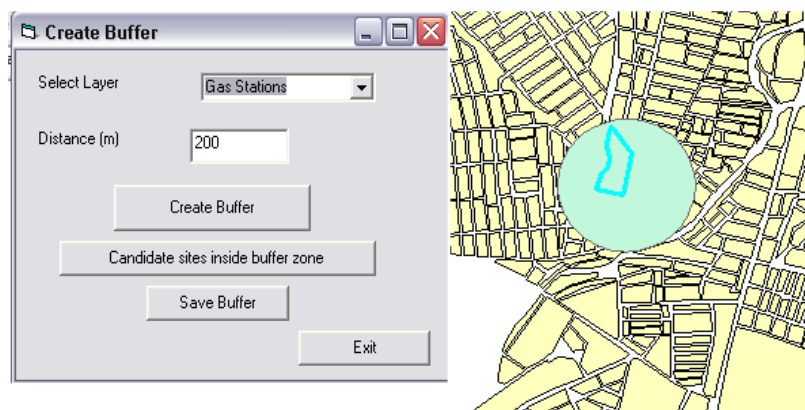 Create Buffer
Select Layer Gas Stations
Distance (m) 200
Create Buffer
Candidate sites inside buffer zone
Save Buffer
Exit